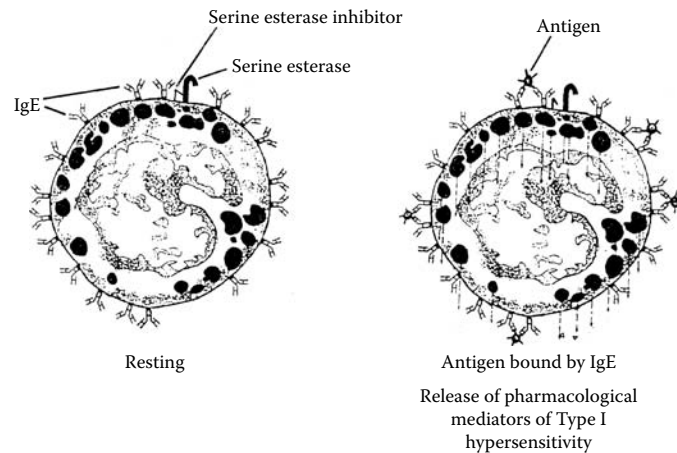 Serine esterase inhibitor
Serine esterase
IgE
Resting
Antigen
Antigen bound by IgE
Release of pharmacological
mediators of Type I
hypersensitivity